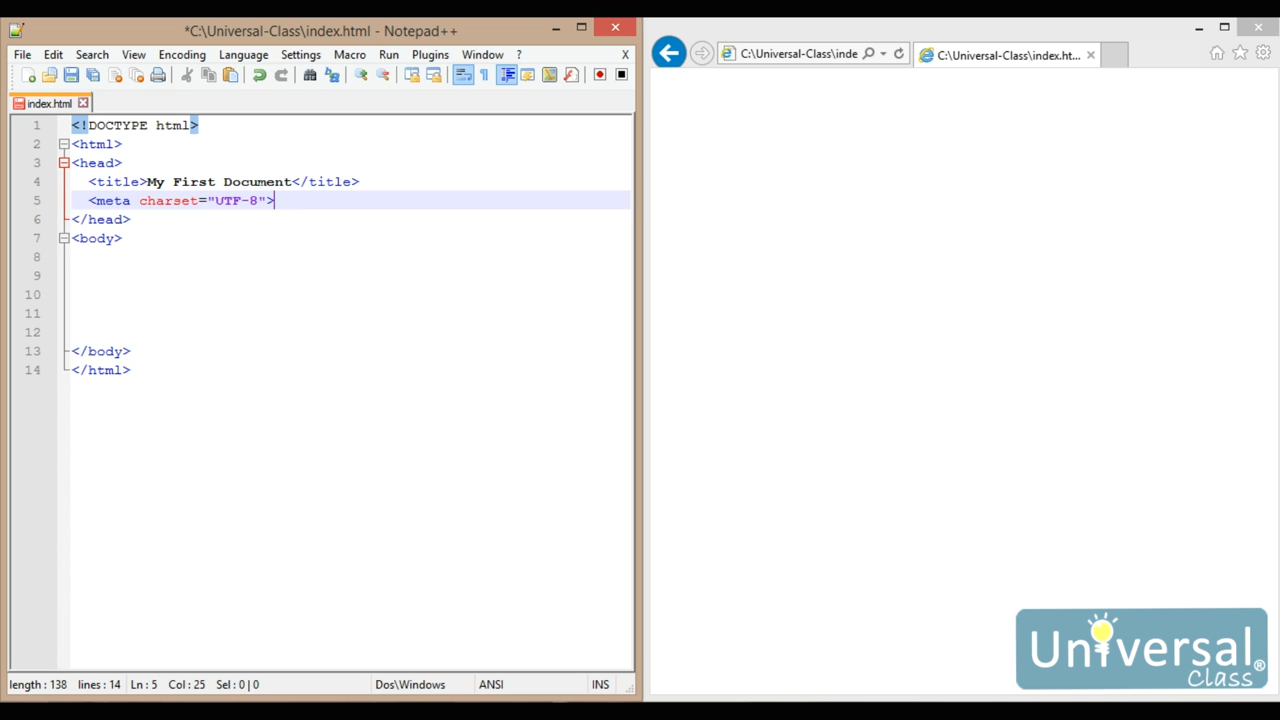 *C:\Universal-Class\index.html - Notepad++
File Edit Search View Encoding Language Settings Macro Run Plugins Window ? X
index.html
1 <!DOCTYPE html>
2 <html>
3 <head>
4 <title>My First Document</title>
5 <meta charset="UTF-8">
6 </head>
7 <body>
8
9
10
11
12
13 </body>
14 </html>
length : 138 lines : 14 Ln : 5 Col : 25 Sel : 0 | 0 Dos\Windows ANSI INS
C:\Universal-Class\inde
C:\Universal-Class\index.ht...
Universal®
Class